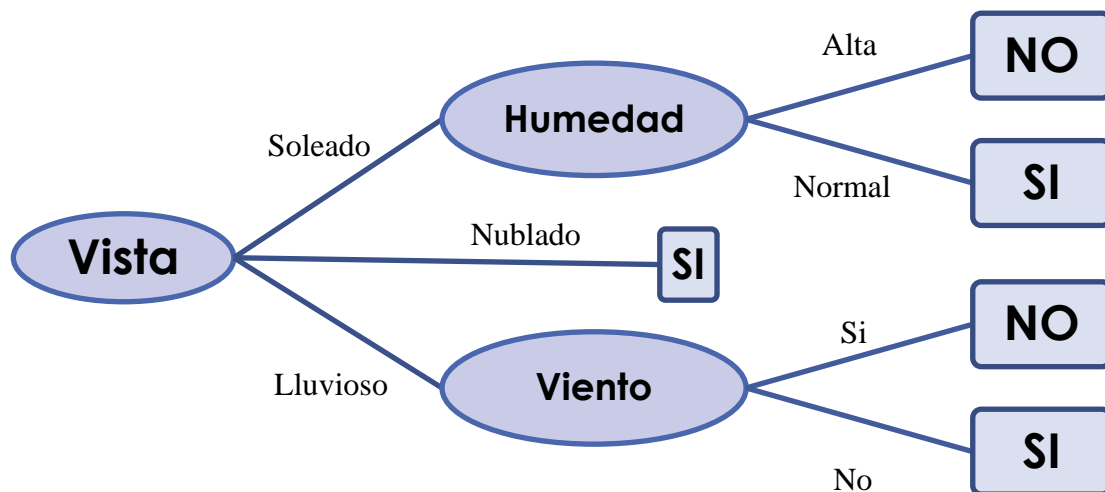 Alta
NO
Humedad
Soleado
Normal
SI
Nublado
Vista
SI
Si
NO
Lluvioso
Viento
SI
No